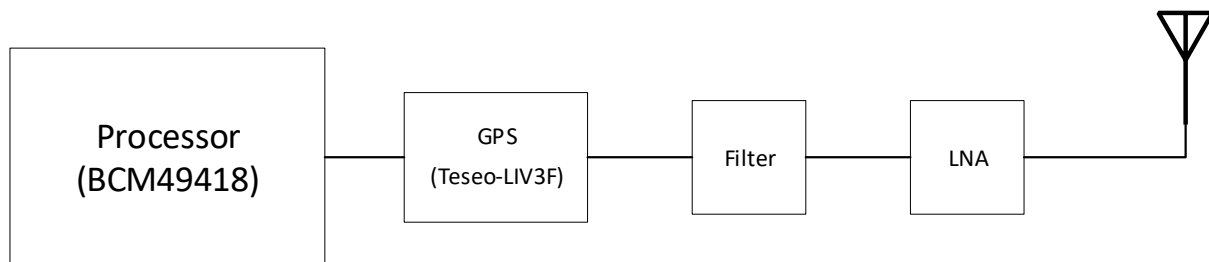 Processor
(BCM49418)
GPS
(Teseo-LIV3F)
Filter
LNA